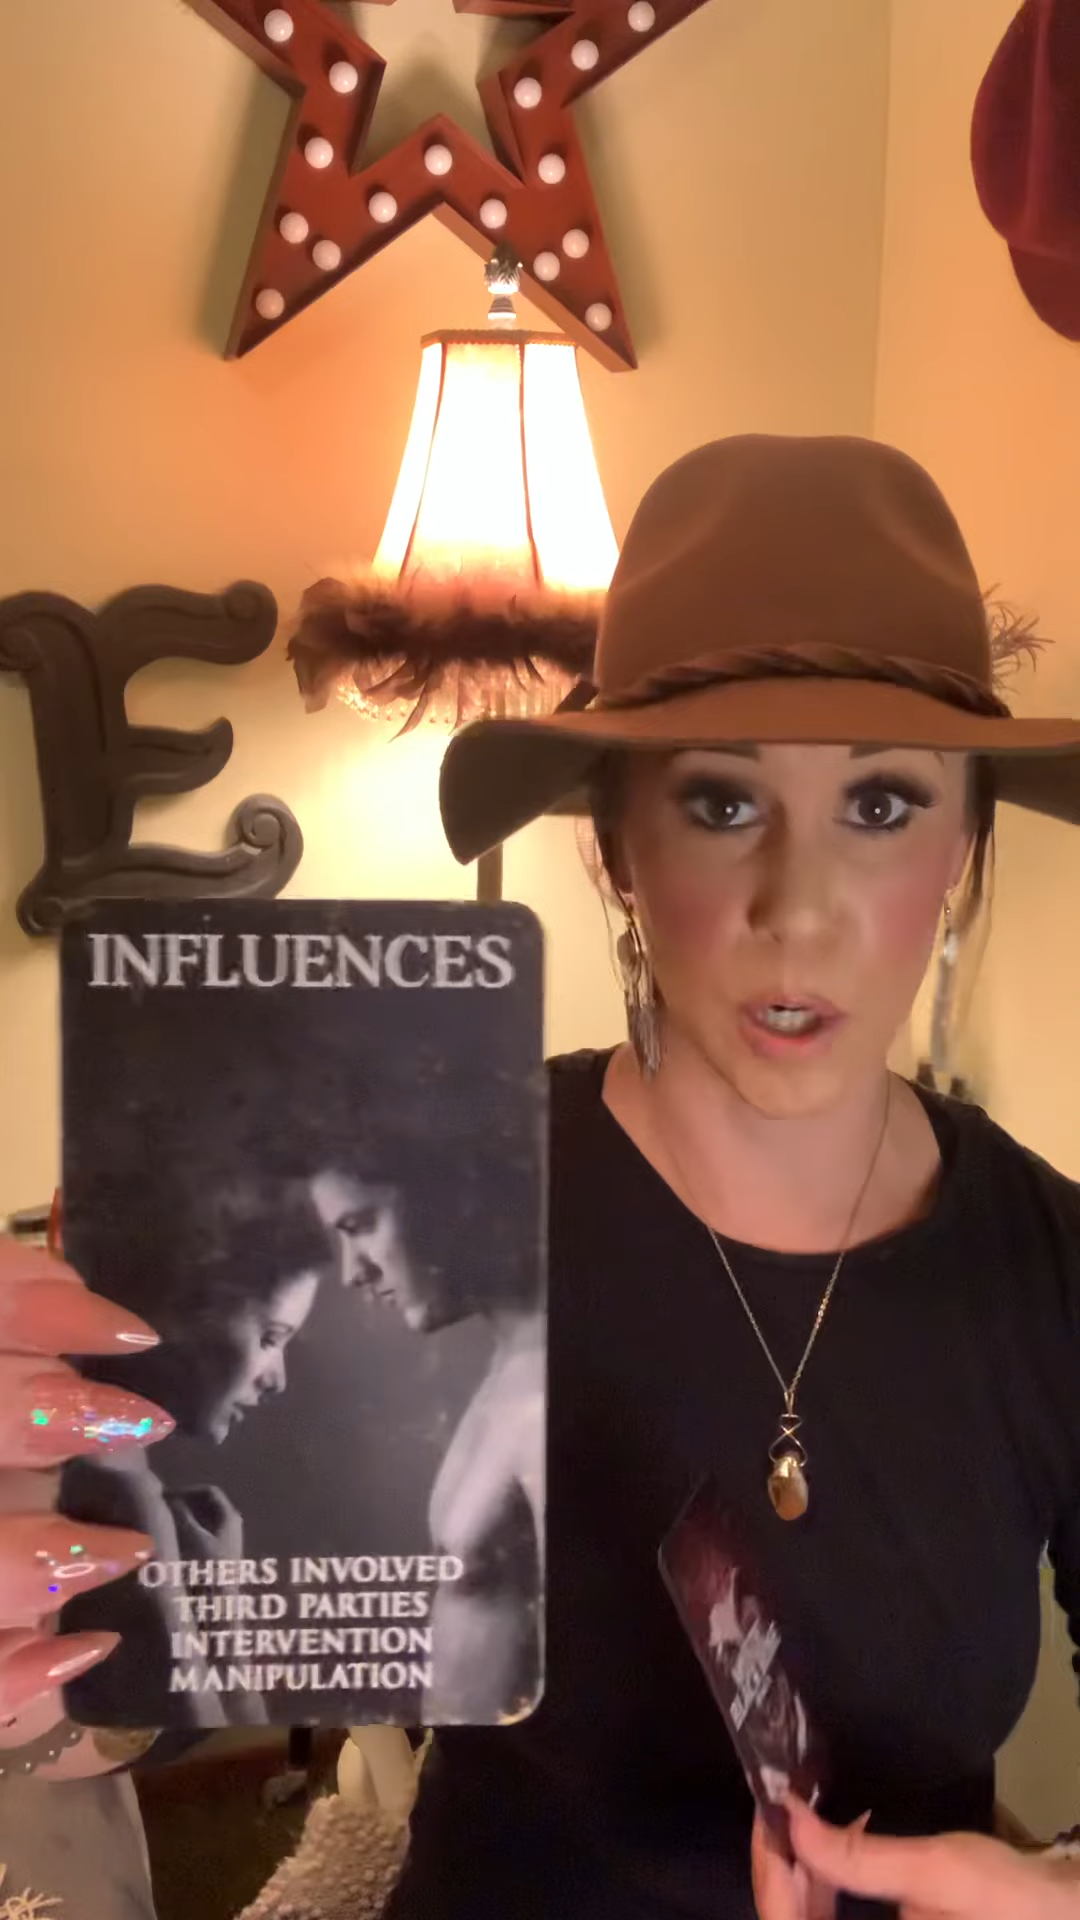 E
INFLUENCES
OTHERS INVOLVED
THIRD PARTIES
INTERVENTION
MANIPULATION